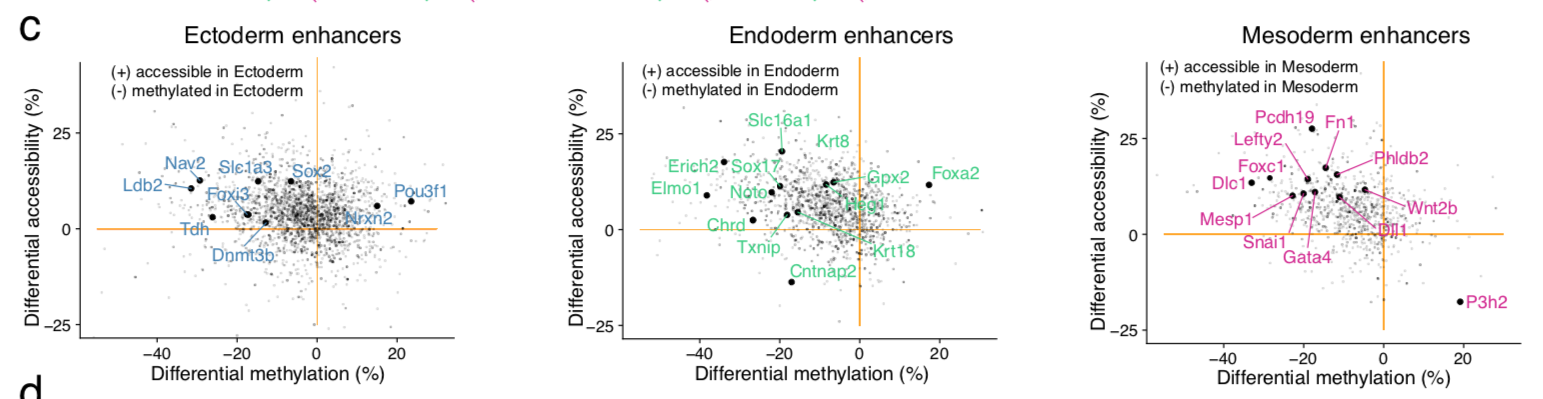 c
Ectoderm enhancers
(+) accessible in Ectoderm
(-) methylated in Ectoderm
Differential accessibility (%)
25
0
−25
Nav2
Slc1a3
Sox2
Ldb2
Foxi3
Pou3f1
Nrxn2
Tdh
Dnmt3b
−40
−20
0
20
Differential methylation (%)
Endoderm enhancers
(+) accessible in Endoderm
(-) methylated in Endoderm
Differential accessibility (%)
25
0
−25
Slc16a1
Krt8
Erich2
Sox17
Gpx2
Foxa2
Elmo1
Noto
Heg1
Chrd
Txnip
Krt18
Cntnap2
−40
−20
0
20
Differential methylation (%)
Mesoderm enhancers
(+) accessible in Mesoderm
(-) methylated in Mesoderm
Differential accessibility (%)
25
0
−25
Pcdh19
Fn1
Lefty2
Phldb2
Foxc1
Dlc1
Wnt2b
Mesp1
Dll1
Snai1
Gata4
P3h2
−40
−20
0
20
Differential methylation (%)
d